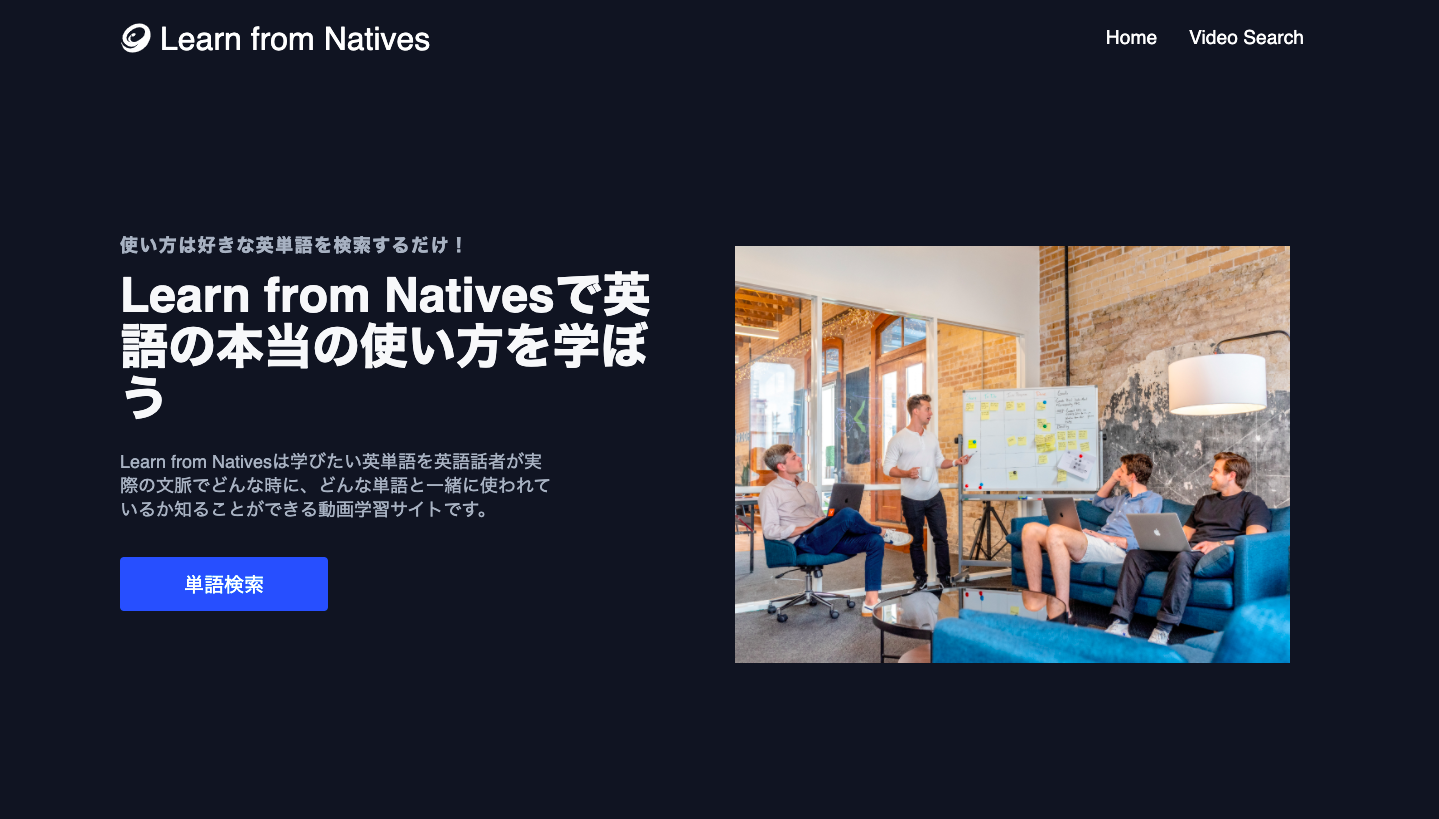 Learn from Natives
Home
Video Search
使い方は好きな英単語を検索するだけ！
Learn from Nativesで英
語の本当の使い方を学ぼ
う
Learn from Nativesは学びたい英単語を英語話者が実
際の文脈でどんな時に、どんな単語と一緒に使われて
いるか知ることができる動画学習サイトです。
単語検索